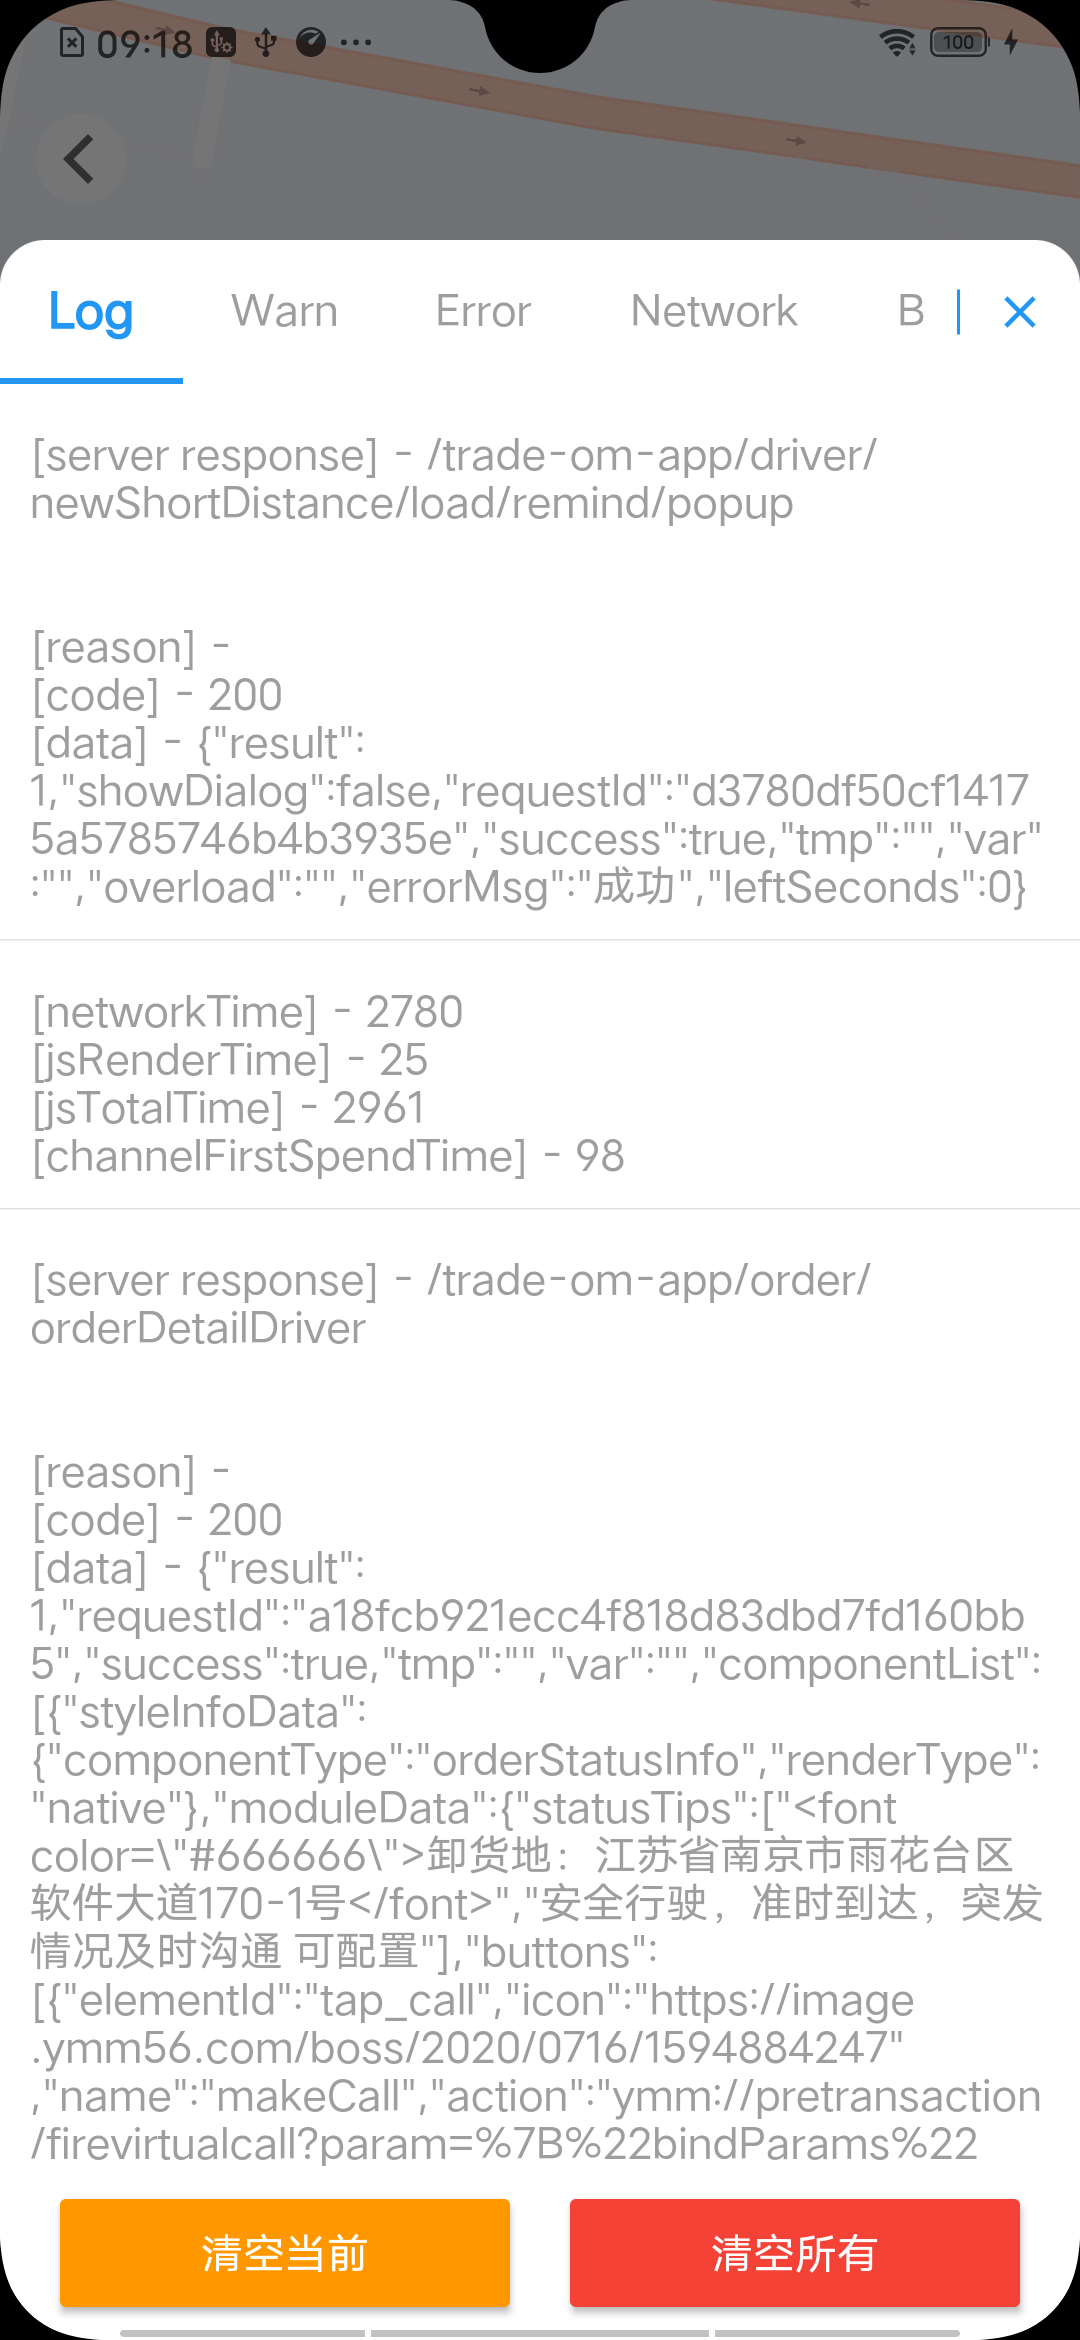 09:18
100
Log
Warn
Error
Network
B
[server response] - /trade-om-app/driver/
newShortDistance/load/remind/popup
[reason] -
[code] - 200
[data] - {"result":
1,"showDialog":false,"requestId":"d3780df50cf1417
5a5785746b4b3935e","success":true,"tmp":"","var"
:"","overload":"","errorMsg":"成功","leftSeconds":0}
[networkTime] - 2780
[jsRenderTime] - 25
[jsTotalTime] - 2961
[channelFirstSpendTime] - 98
[server response] - /trade-om-app/order/
orderDetailDriver
[reason] -
[code] - 200
[data] - {"result":
1,"requestId":"a18fcb921ecc4f818d83dbd7fd160bb
5","success":true,"tmp":"","var":"","componentList":
[{"styleInfoData":
{"componentType":"orderStatusInfo","renderType":
"native"},"moduleData":{"statusTips":["<font
color=\"#666666\">卸货地：江苏省南京市雨花台区
软件大道170-1号</font>","安全行驶，准时到达，突发
情况及时沟通 可配置"],"buttons":
[{"elementId":"tap_call","icon":"https://image
.ymm56.com/boss/2020/0716/1594884247"
,"name":"makeCall","action":"ymm://pretransaction
/firevirtualcall?param=%7B%22bindParams%22
清空当前
清空所有